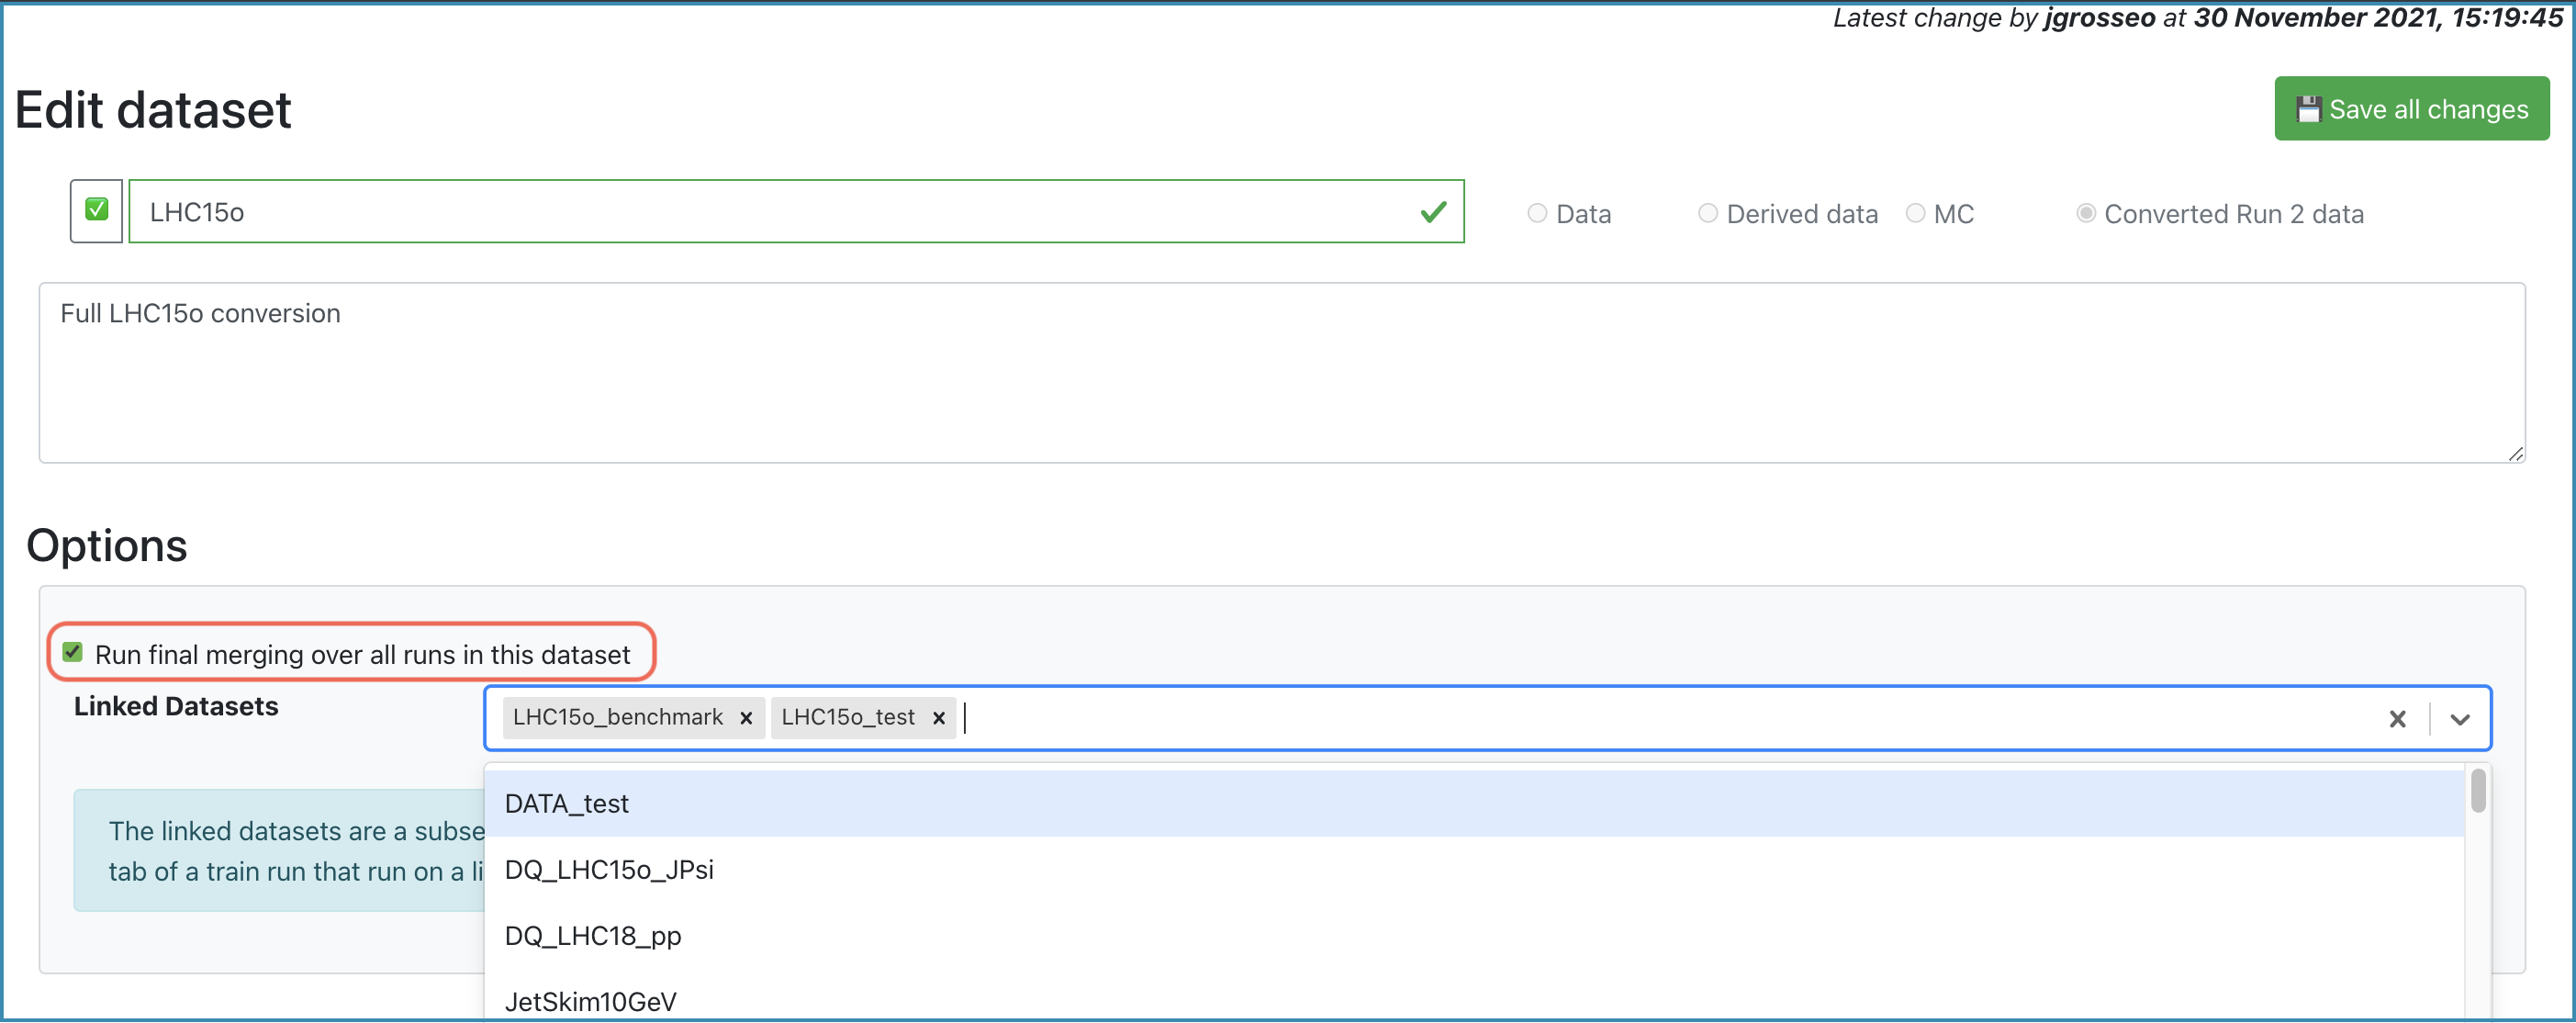 Latest change by jgrosseo at 30 November 2021, 15:19:45
Edit dataset
Save all changes
LHC15o
Data Derived data MC Converted Run 2 data
Full LHC15o conversion
Options
Run final merging over all runs in this dataset
Linked Datasets
LHC15o_benchmark LHC15o_test
The linked datasets are a subse
tab of a train run that run on a li
DATA_test
DQ_LHC15o_JPsi
DQ_LHC18_pp
JetSkim10GeV